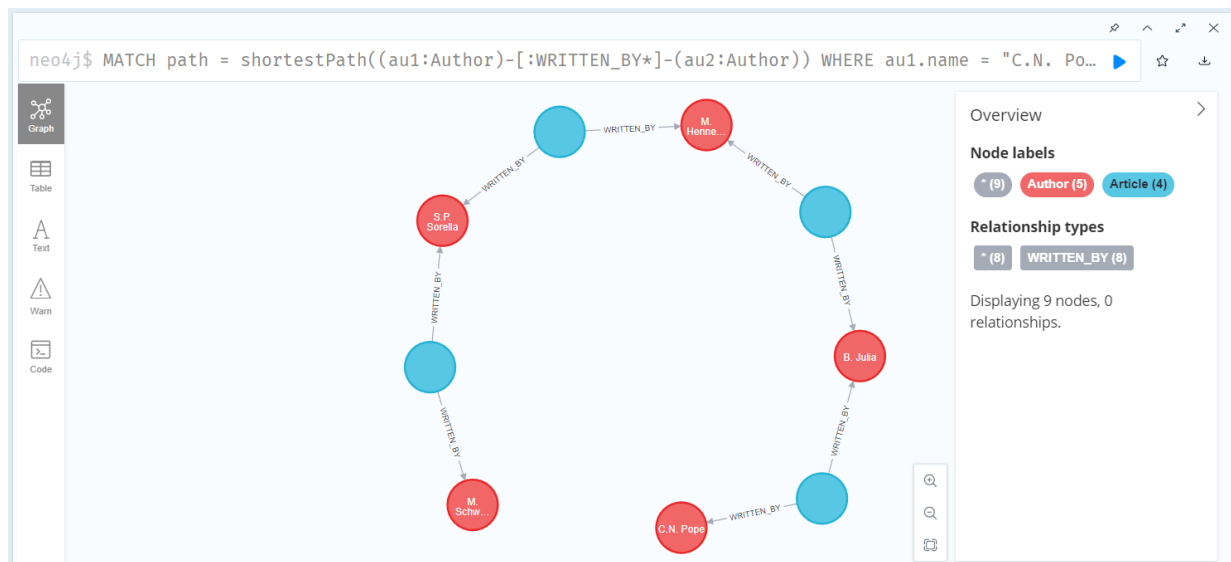 neo4j$ MATCH path = shortestPath((au1:Author)-[:WRITTEN_BY*]-(au2:Author)) WHERE au1.name = "C.N. Po…
Graph
Table
Text
Warn
Code
WRITTEN_BY
M.
Henne…
WRITTEN_BY
WRITTEN_BY
S.P.
Sorella
WRITTEN_BY
WRITTEN_BY
B. Julia
WRITTEN_BY
WRITTEN_BY
M.
Schw…
C.N. Pope
WRITTEN_BY
Overview
Node labels
* (9) Author (5) Article (4)
Relationship types
* (8) WRITTEN_BY (8)
Displaying 9 nodes, 0
relationships.